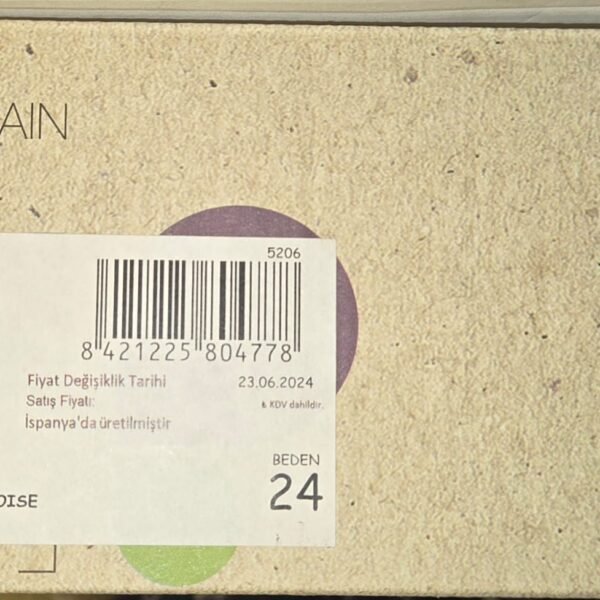 AIN
5206
8 421225 804778
Fiyat Değişiklik Tarihi 23.06.2024
Satış Fiyatı: ₺ KDV dahildir.
İspanya'da üretilmiştir
BEDEN
OISE 24